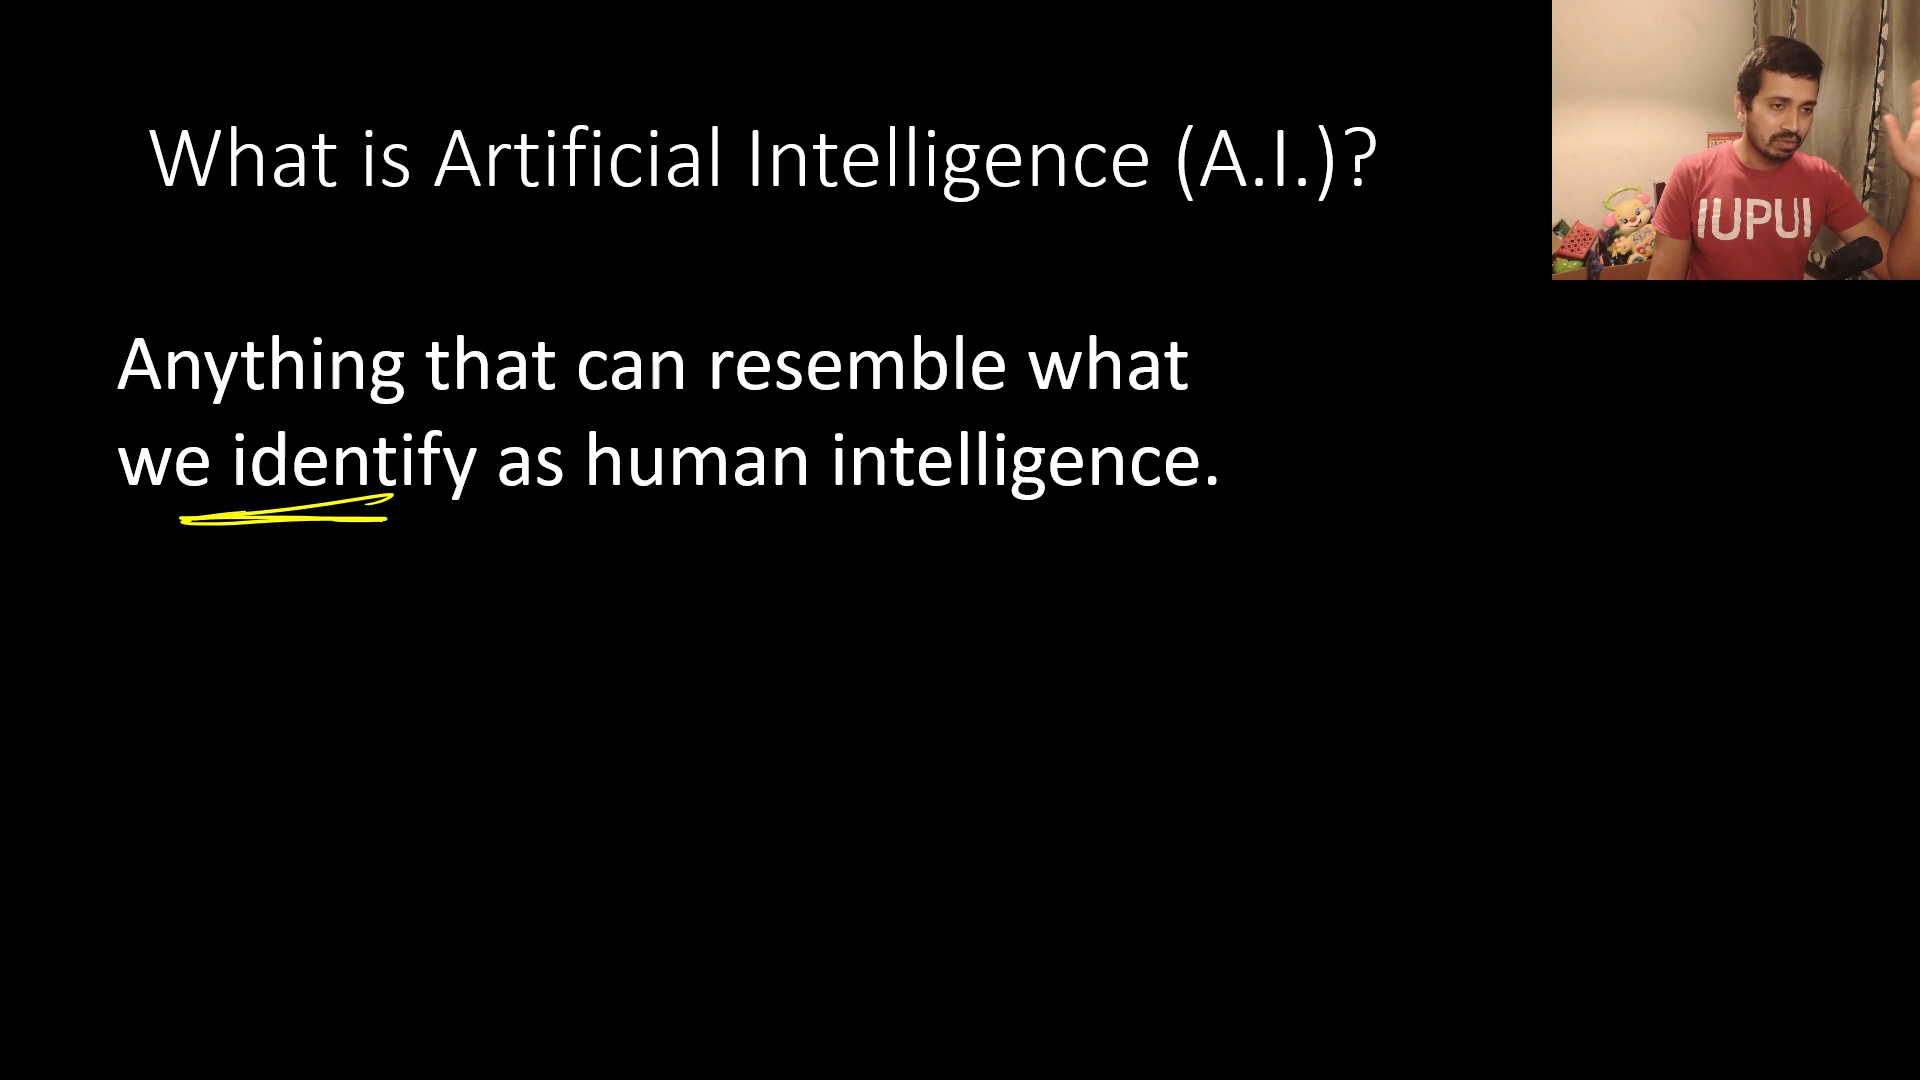 What is Artificial Intelligence (A.I.)?
Anything that can resemble what
we identify as human intelligence.
IUPUI